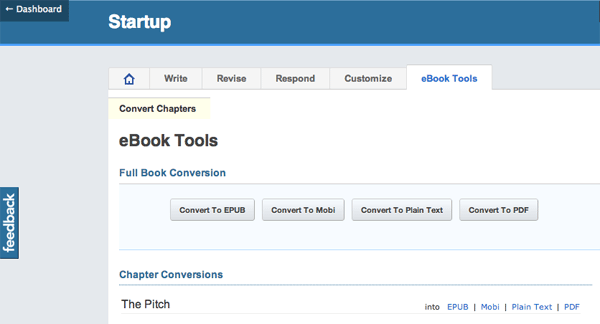 ← Dashboard
Startup
Write Revise Respond Customize eBook Tools
Convert Chapters
eBook Tools
Full Book Conversion
Convert To EPUB Convert To Mobi Convert To Plain Text Convert To PDF
feedback
Chapter Conversions
The Pitch into EPUB | Mobi | Plain Text | PDF